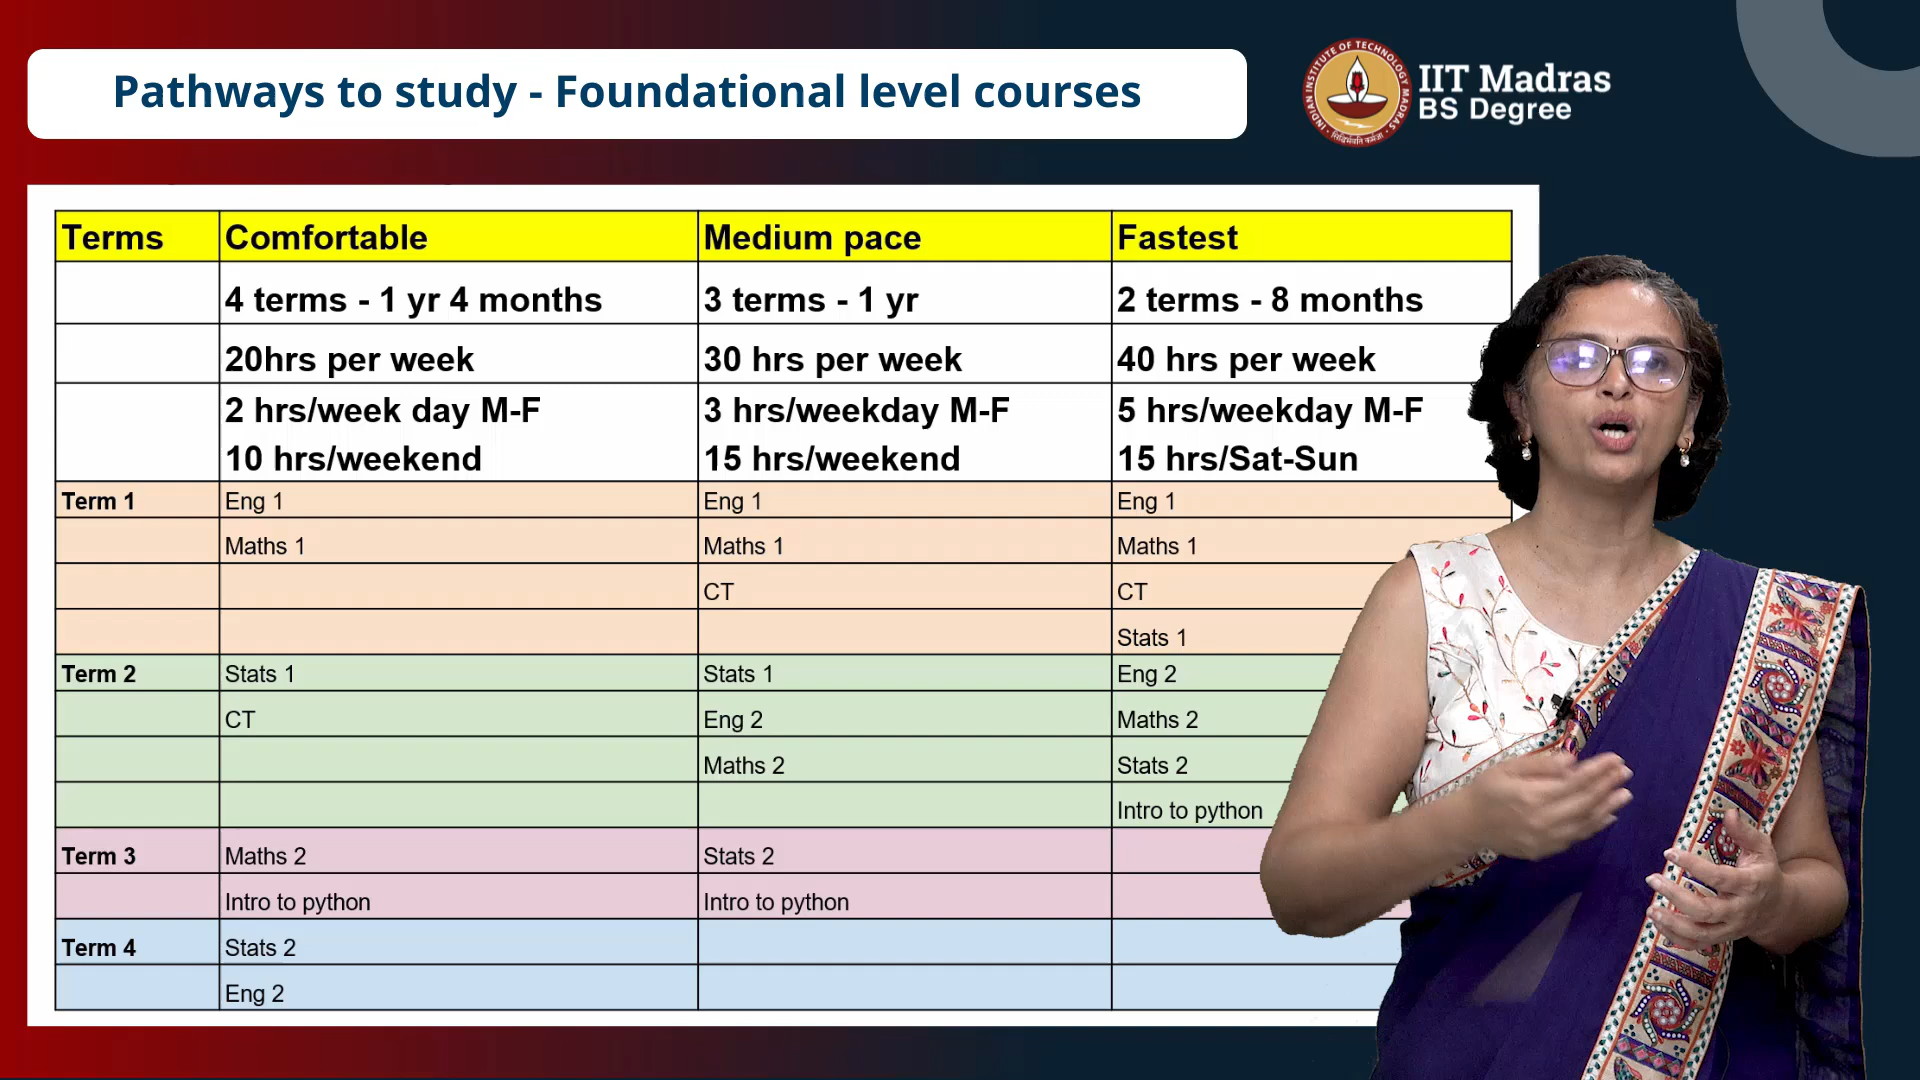 Pathways to study - Foundational level courses
IIT Madras
BS Degree
INDIAN INSTITUTE OF TECHNOLOGY MADRAS
Terms Comfortable Medium pace Fastest
4 terms - 1 yr 4 months 3 terms - 1 yr 2 terms - 8 months
20hrs per week 30 hrs per week 40 hrs per week
2 hrs/week day M-F 3 hrs/weekday M-F 5 hrs/weekday M-F
10 hrs/weekend 15 hrs/weekend 15 hrs/Sat-Sun
Term 1 Eng 1 Eng 1 Eng 1
Maths 1 Maths 1 Maths 1
CT CT
Stats 1
Term 2 Stats 1 Stats 1 Eng 2
CT Eng 2 Maths 2
Maths 2 Stats 2
Intro to python
Term 3 Maths 2 Stats 2
Intro to python Intro to python
Term 4 Stats 2
Eng 2